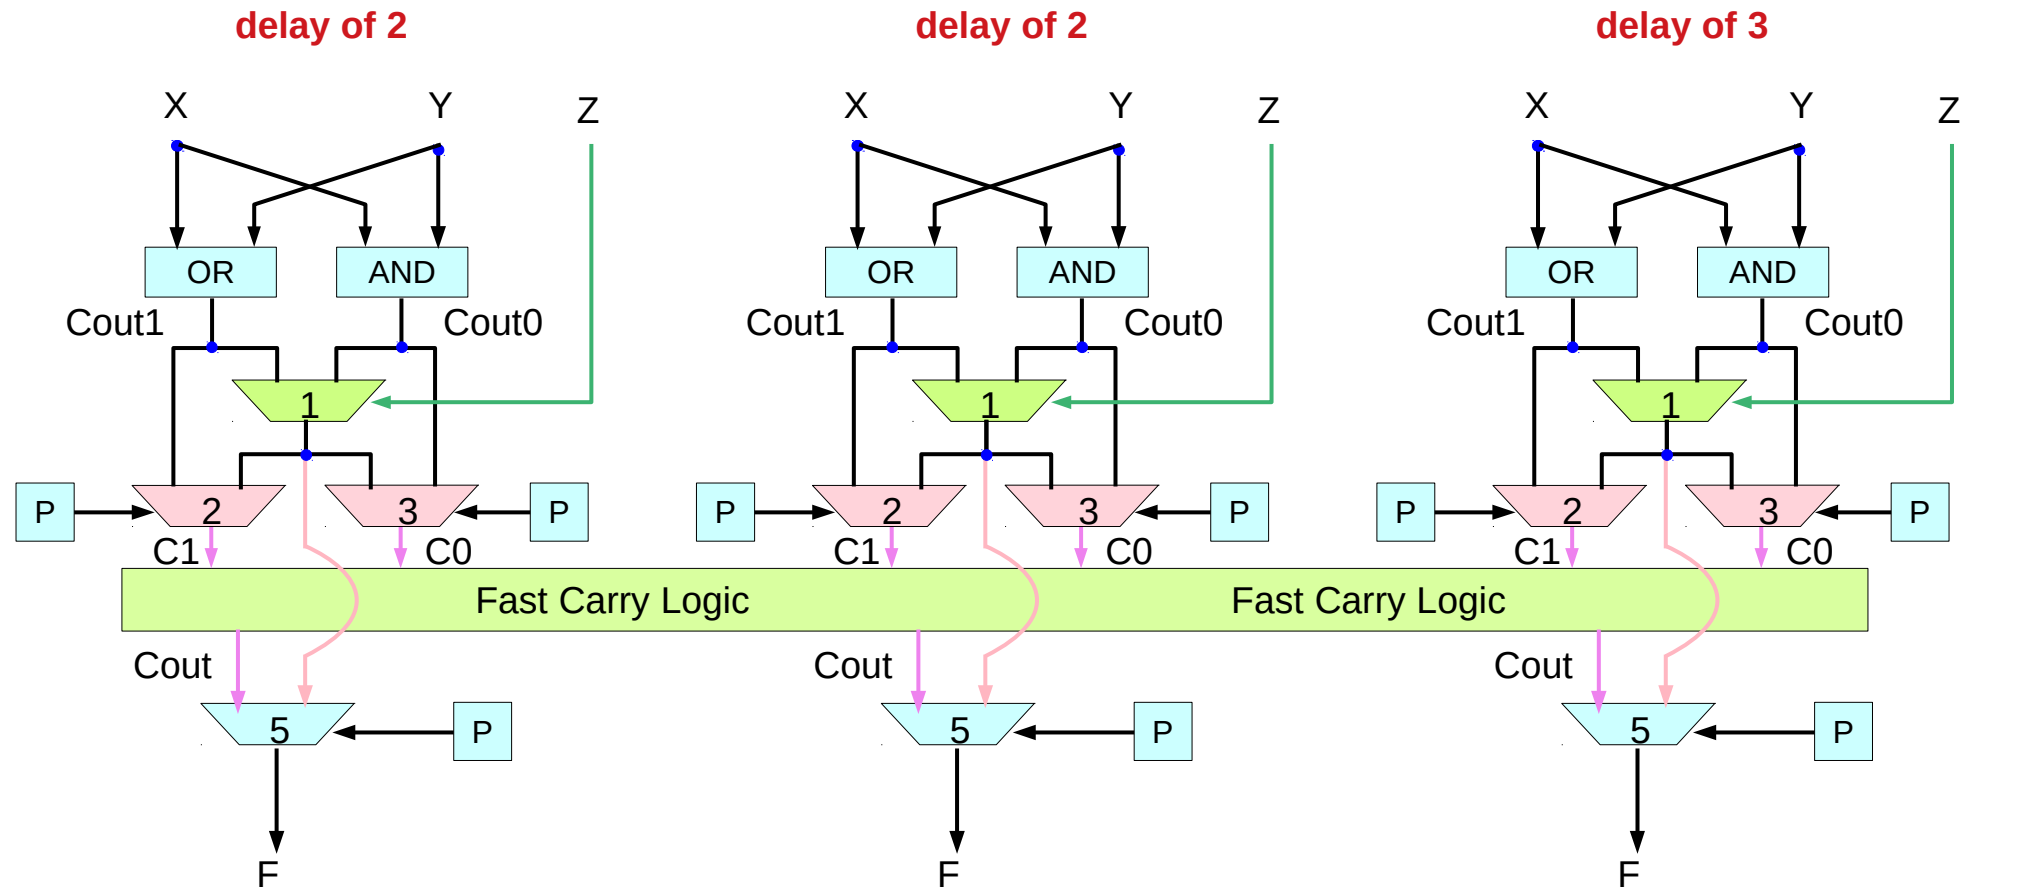 delay of 2 delay of 2 delay of 3
X Y Z X Y Z X Y Z
OR AND OR AND OR AND
Cout1 Cout0 Cout1 Cout0 Cout1 Cout0
1 1 1
P 2 3 P P 2 3 P P 2 3 P
C1 C0 C1 C0 C1 C0
Fast Carry Logic Fast Carry Logic
Cout Cout Cout
5 P 5 P 5 P
F F F